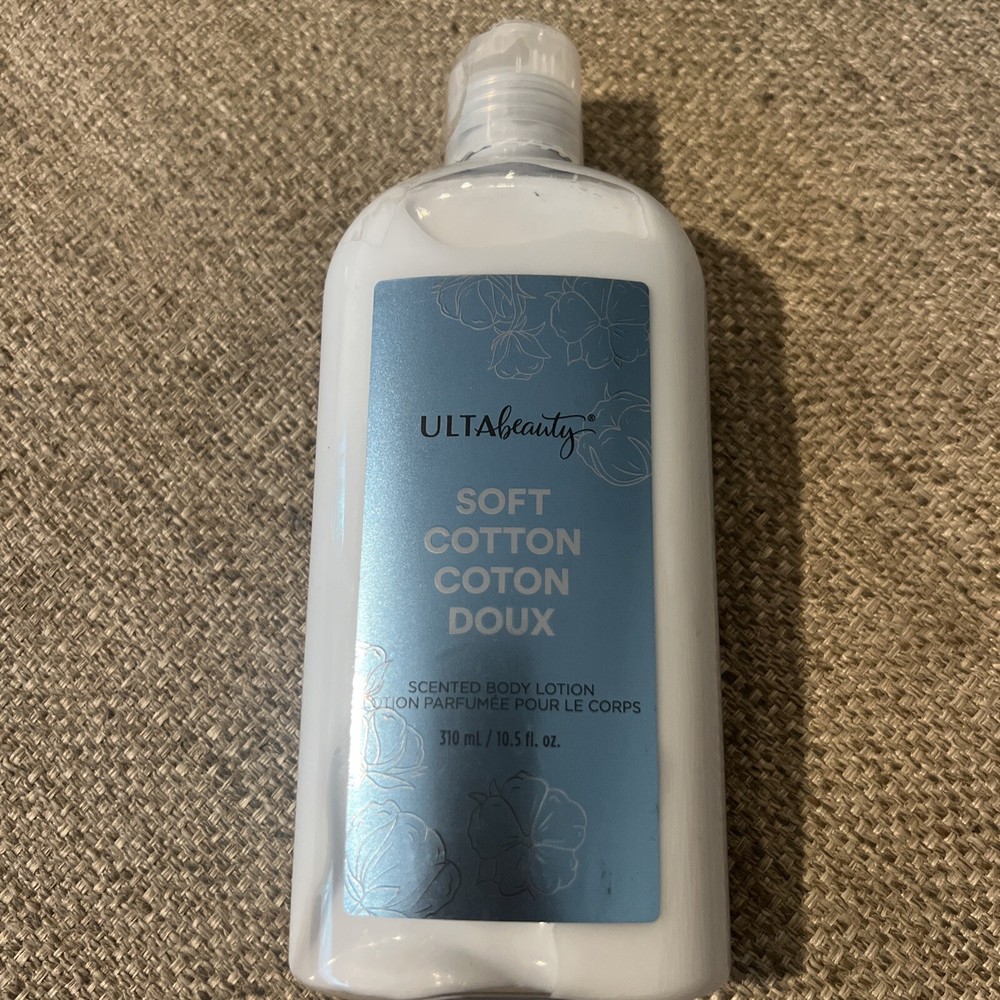 ULTAbeauty®
SOFT
COTTON
COTON
DOUX
SCENTED BODY LOTION
LOTION PARFUMÉE POUR LE CORPS
310 mL / 10.5 fl. oz.